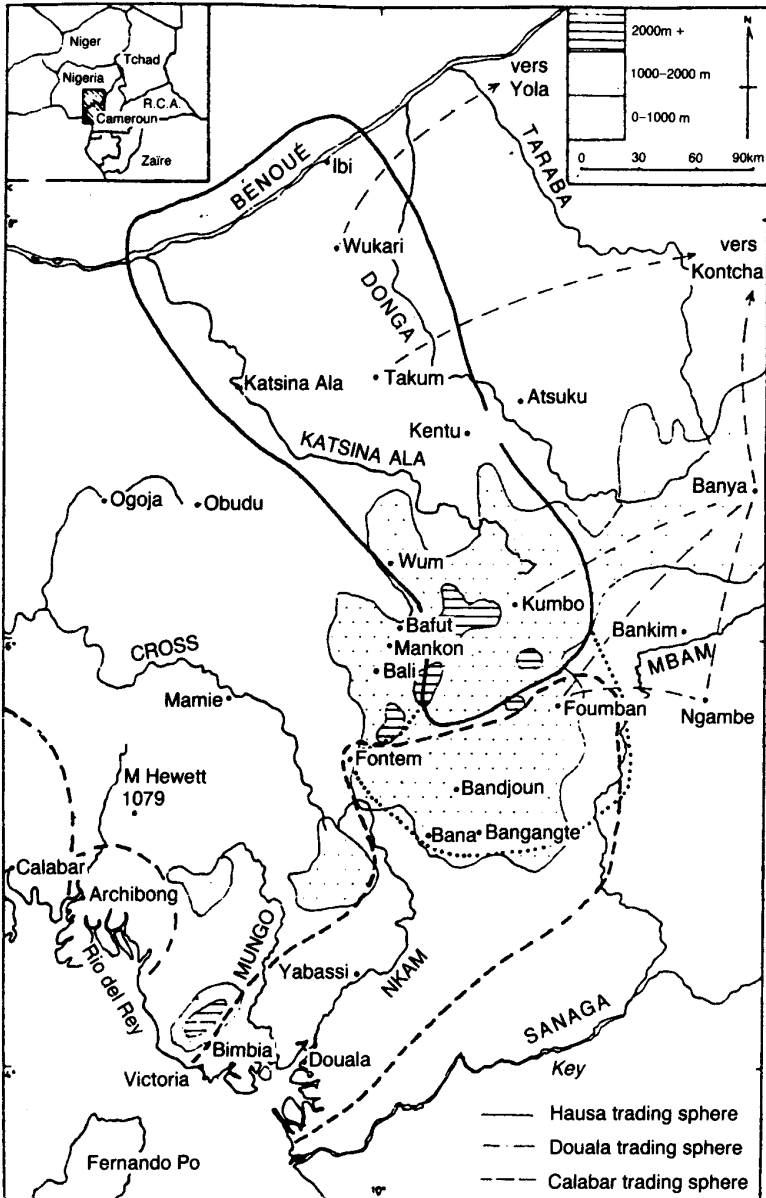 Niger
Tchad
Nigeria
R.C.A.
Cameroun
Zaïre
2000m +
1000-2000 m
0-1000 m
N
0 30 60 90km
vers
Yola
TARABA
BÉNOUÉ
Ibi
Wukari
vers
Kontcha
DONGA
Katsina Ala
Takum
Atsuku
Kentu
KATSINA ALA
Banya
Ogoja
Obudu
Wum
Kumbo
Bafut
Bankim
Mankon
CROSS
MBAM
Bali
Mamie
Foumban
Ngambe
Fontem
M Hewett
1079
Bandjoun
Bana
Bangangte
Calabar
Archibong
MUNGO
Rio del Rey
Yabassi
NKAM
SANAGA
Bimbia
Douala
Victoria
Key
Hausa trading sphere
Douala trading sphere
Fernando Po
Calabar trading sphere
10°